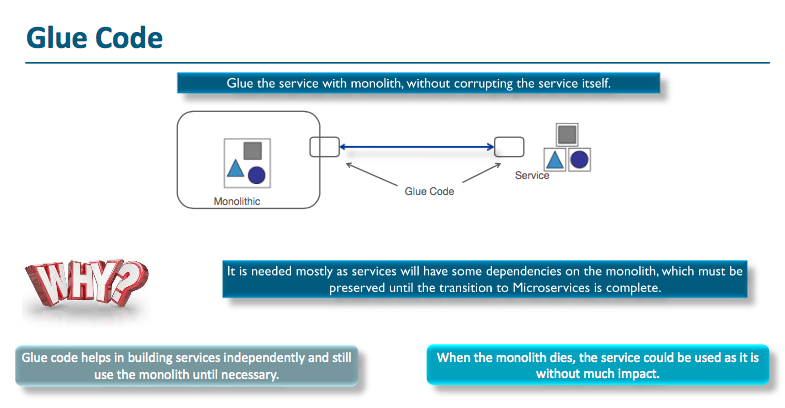 Glue Code
Glue the service with monolith, without corrupting the service itself.
Monolithic
Glue Code
Service
WHY?
It is needed mostly as services will have some dependencies on the monolith, which must be
preserved until the transition to Microservices is complete.
Glue code helps in building services independently and still
use the monolith until necessary.
When the monolith dies, the service could be used as it is
without much impact.